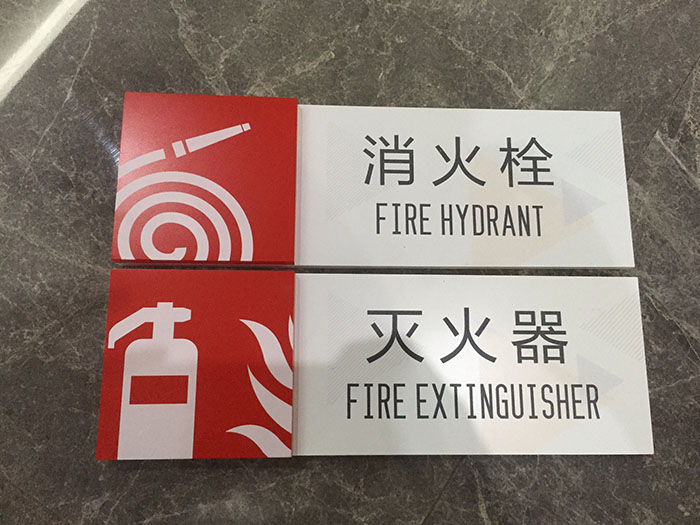 消火栓
FIRE HYDRANT
灭火器
FIRE EXTINGUISHER